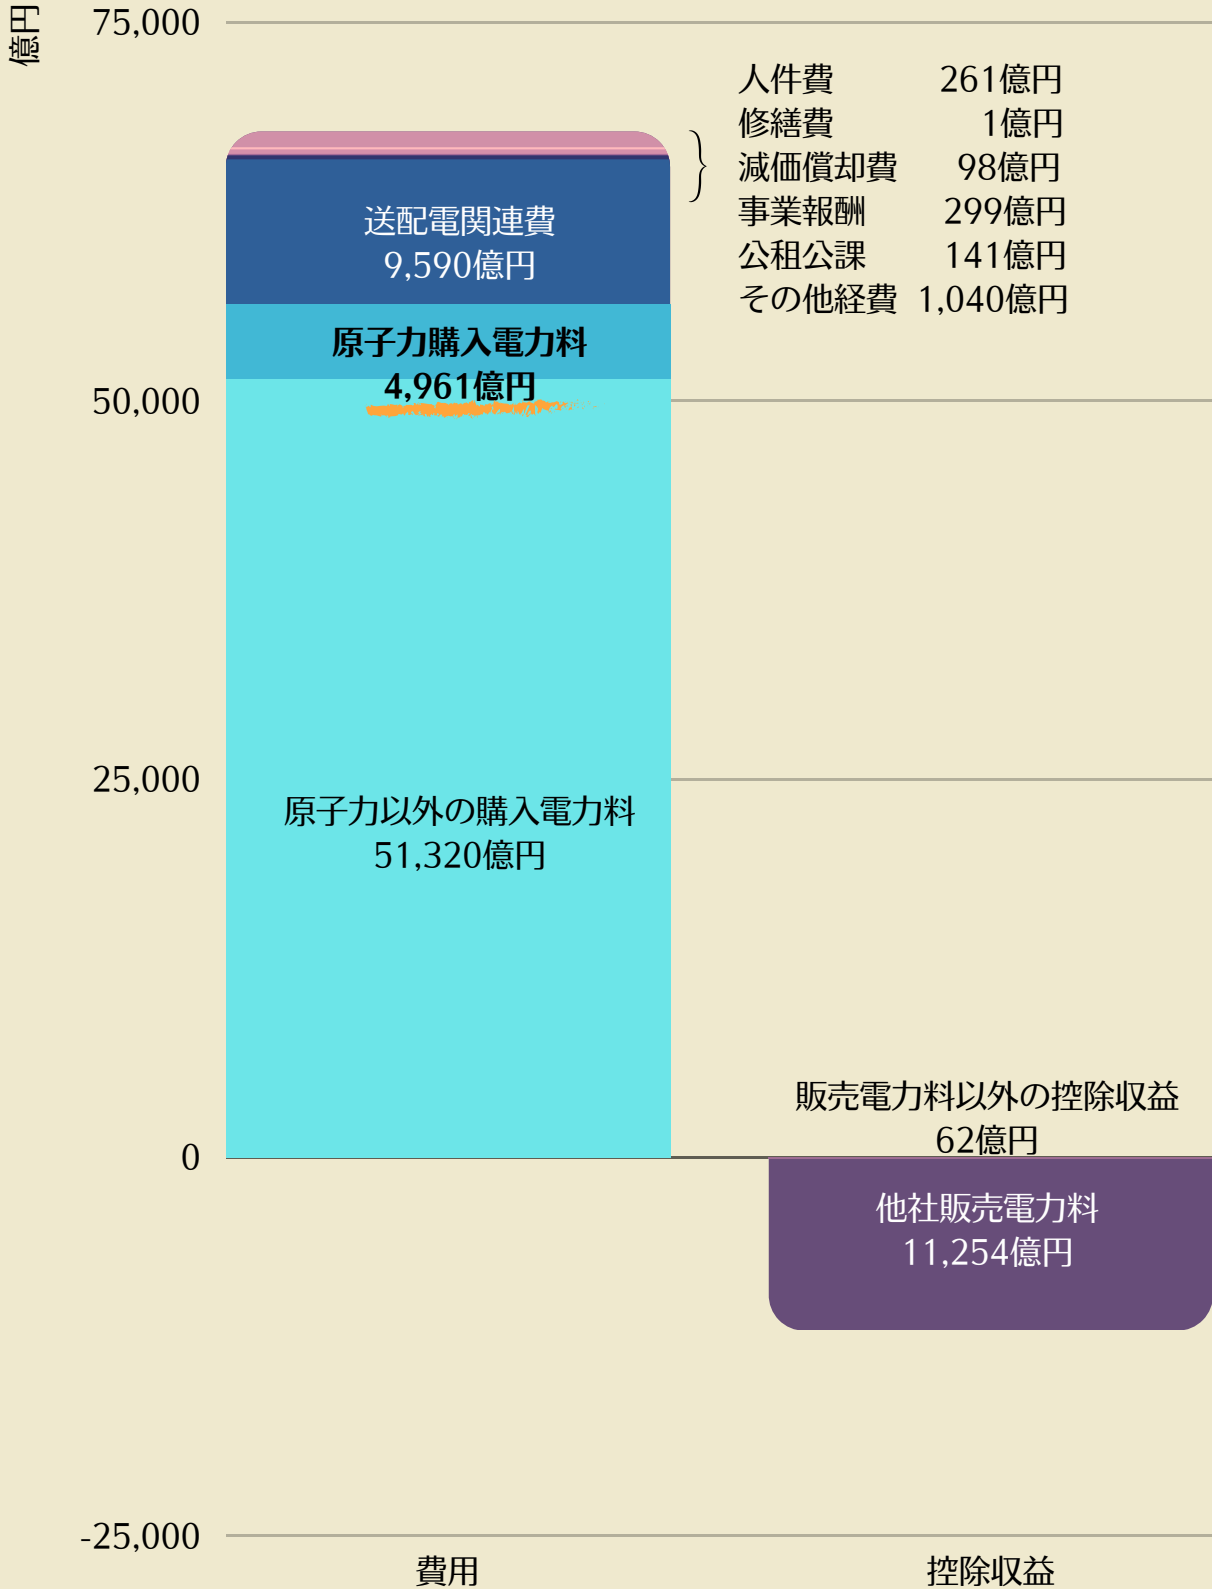 億円
75,000
人件費 261億円
修繕費 1億円
減価償却費 98億円
事業報酬 299億円
公租公課 141億円
その他経費 1,040億円
送配電関連費
9,590億円
原子力購入電力料
4,961億円
50,000
25,000
原子力以外の購入電力料
51,320億円
販売電力料以外の控除収益
62億円
0
他社販売電力料
11,254億円
-25,000
費用
控除収益